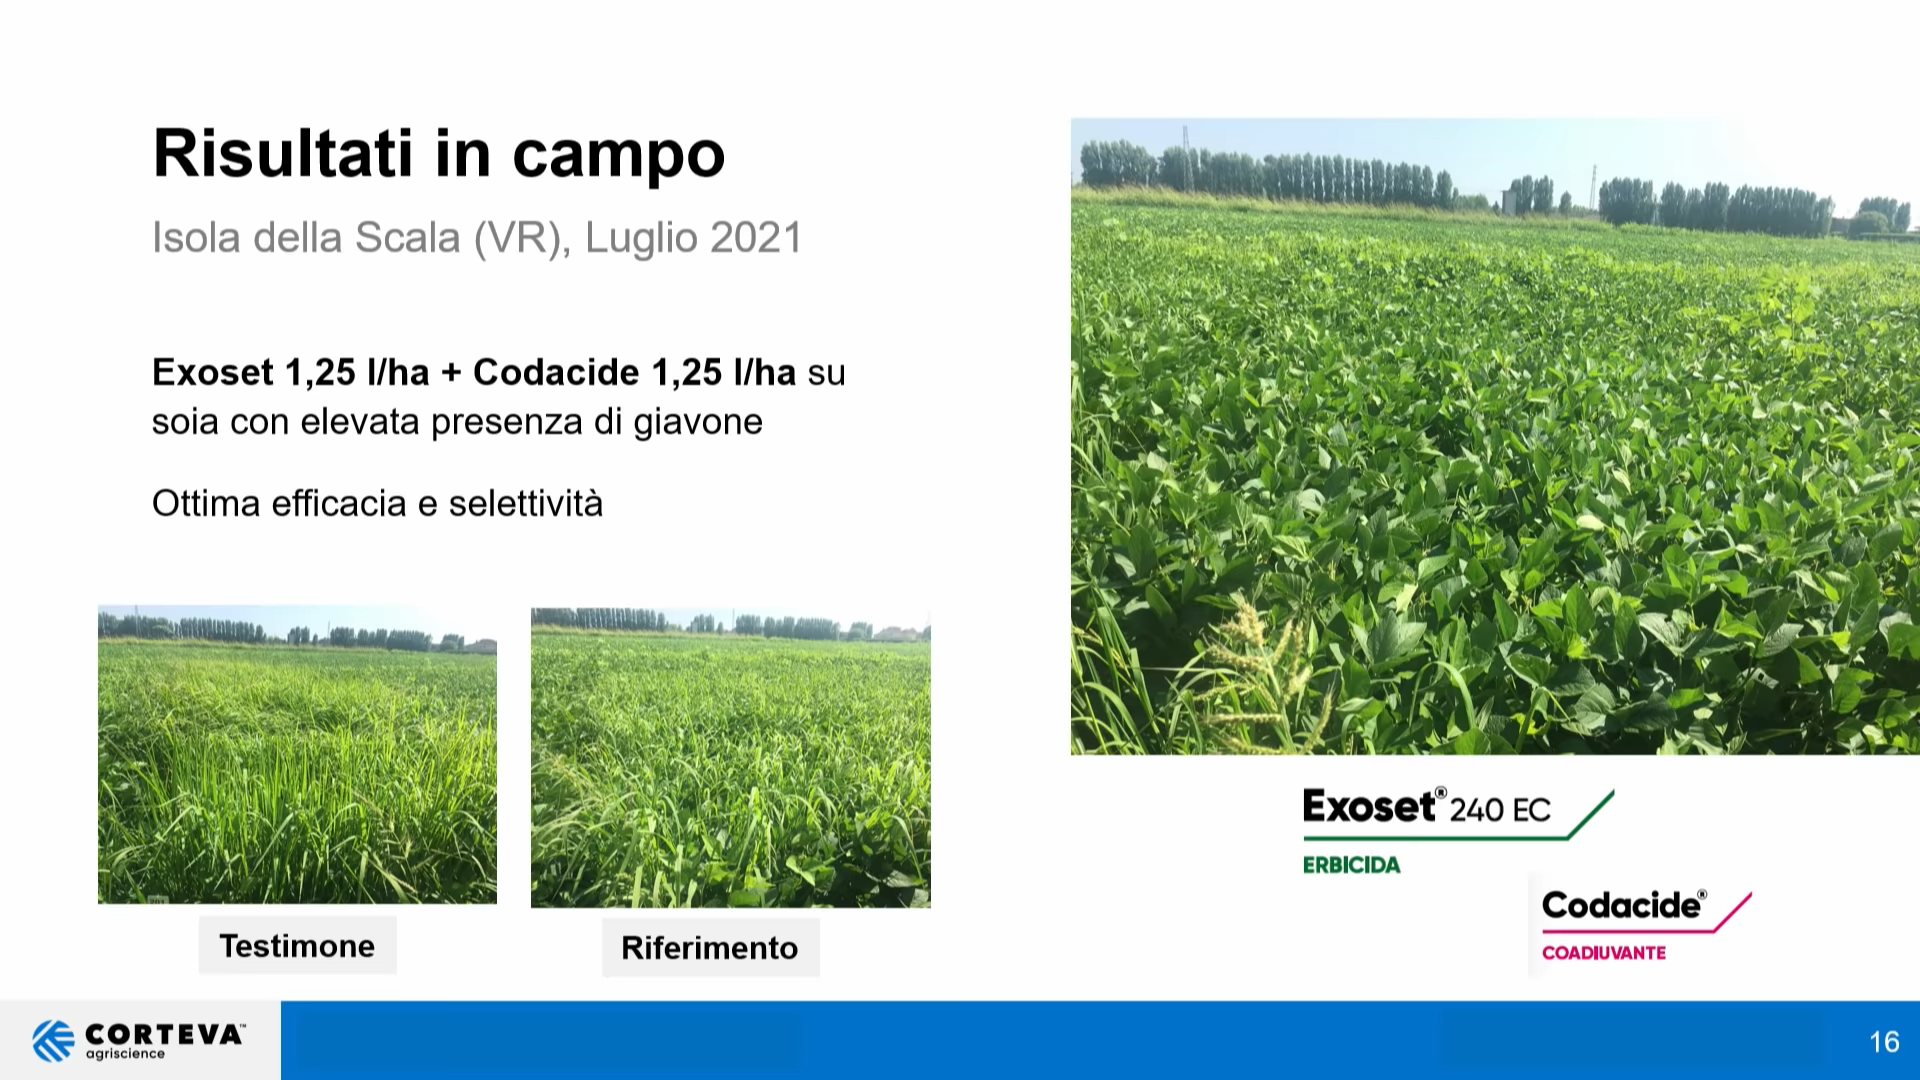 Risultati in campo
Isola della Scala (VR), Luglio 2021
Exoset 1,25 l/ha + Codacide 1,25 l/ha su
soia con elevata presenza di giavone
Ottima efficacia e selettività
Testimone
Riferimento
Exoset® 240 EC
ERBICIDA
Codacide®
COADIUVANTE
CORTEVA™
agriscience
16